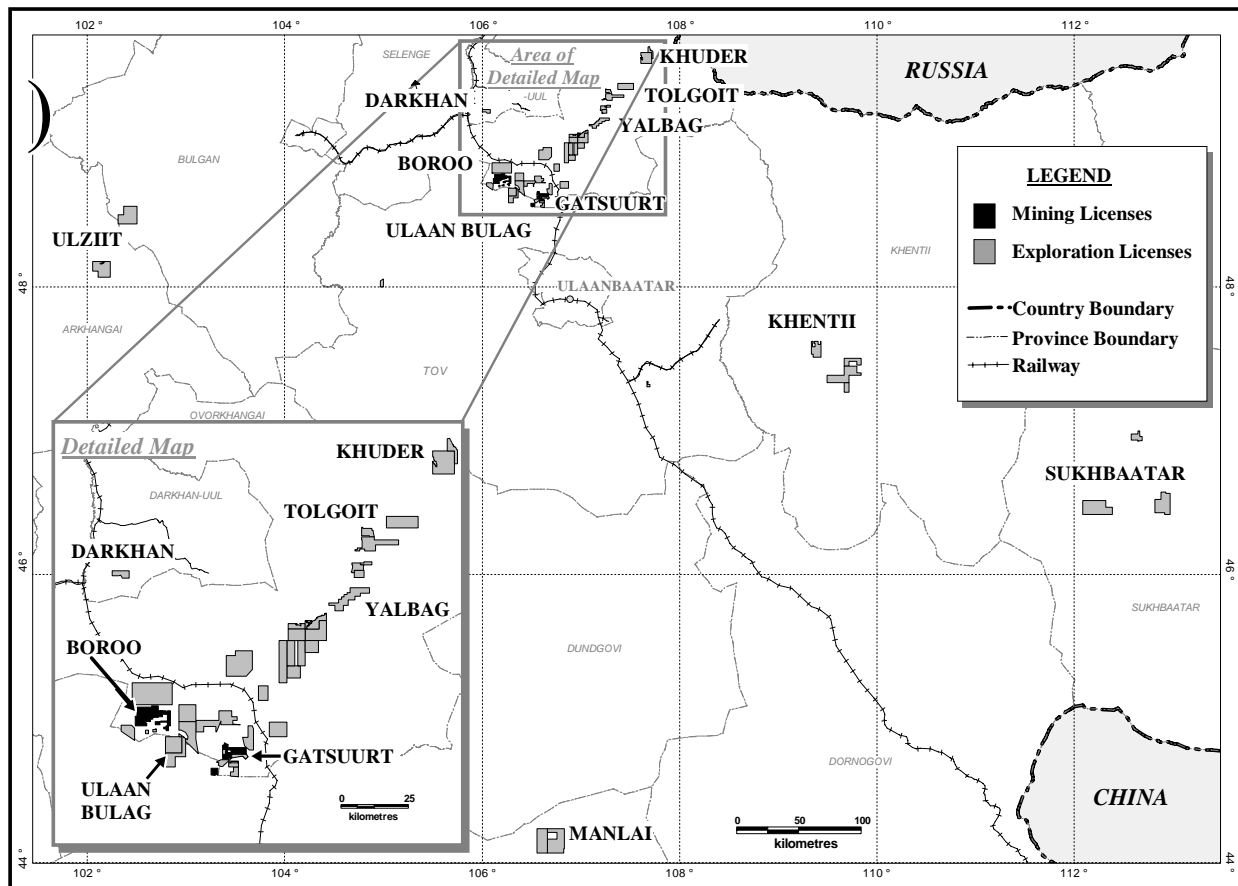 102 °
104 °
106 °
108 °
110 °
112 °
SELENGE
Area of
Detailed Map
KHUDER
RUSSIA
DARKHAN
-UUL
TOLGOIT
YALBAG
BULGAN
BOROO
GATSUURT
ULAAN BULAG
ULZIIT
KHENTII
LEGEND
Mining Licenses
Exploration Licenses
Country Boundary
Province Boundary
Railway
48 °
48 °
ULAANBAATAR
ARKHANGAI
KHENTII
TOV
OVORKHANGAI
Detailed Map
KHUDER
DARKHAN-UUL
TOLGOIT
DARKHAN
YALBAG
BOROO
GATSUURT
ULAAN
BULAG
0 25
kilometres
SUKHBAATAR
46 °
46 °
SUKHBAATAR
DUNDGOVI
DORNOGOVI
CHINA
MANLAI
0 50 100
kilometres
44 °
44 °
102 °
104 °
106 °
108 °
110 °
112 °